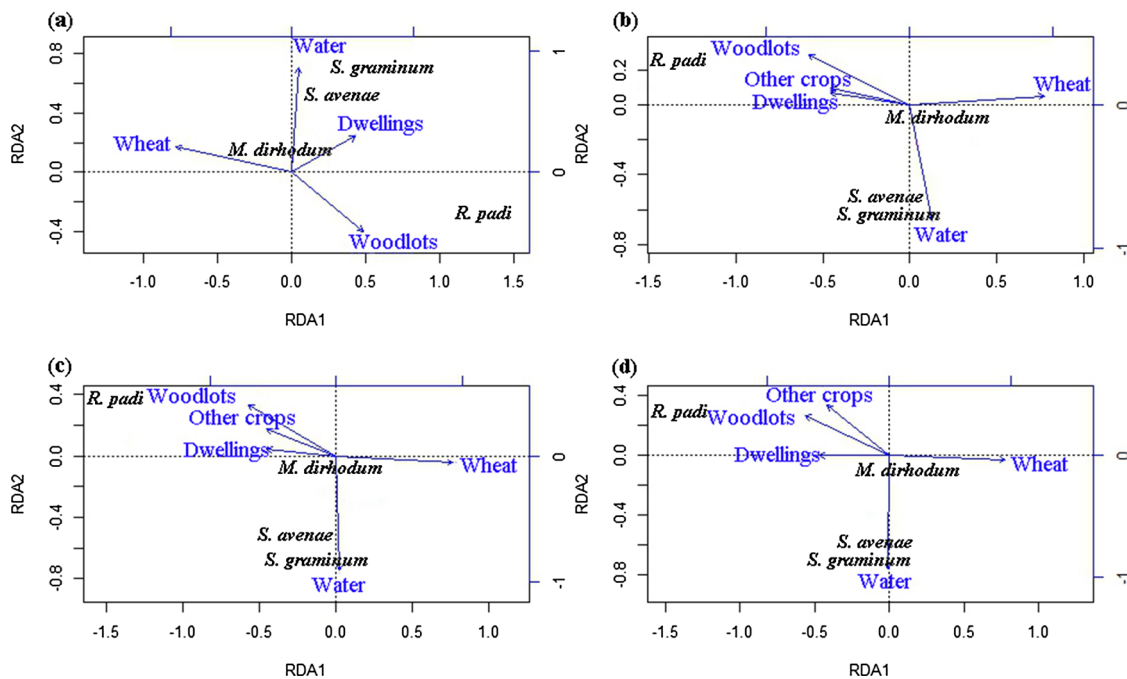 (a)
Water
S. graminum
S. avenae
Dwellings
Wheat
M. dirhodum
R. padi
Woodlots
RDA2
0.8
0.4
0.0
-0.4
1
0
-1.0 -0.5 0.0 0.5 1.0 1.5
RDA1
(b)
Woodlots
R. padi
Other crops
Wheat
Dwellings
M. dirhodum
S. avenae
S. graminum
Water
RDA2
0.2
0.0
-0.4
-0.8
0
-1
-1.5 -1.0 -0.5 0.0 0.5 1.0
RDA1
(c)
Woodlots
R. padi
Other crops
Dwellings
M. dirhodum
Wheat
S. avenae
S. graminum
Water
RDA2
0.4
0.0
-0.4
-0.8
0
-1
-1.5 -1.0 -0.5 0.0 0.5 1.0
RDA1
(d)
Other crops
R. padi
Woodlots
Dwellings
M. dirhodum
Wheat
S. avenae
S. graminum
Water
RDA2
0.4
0.0
-0.4
-0.8
0
-1
-1.5 -1.0 -0.5 0.0 0.5 1.0
RDA1